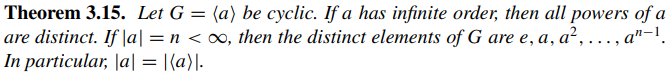 Theorem 3.15. Let G = ⟨a⟩ be cyclic. If a has infinite order, then all powers of a
are distinct. If |a| = n < ∞, then the distinct elements of G are e, a, a², . . . , aⁿ⁻¹.
In particular, |a| = |⟨a⟩|.